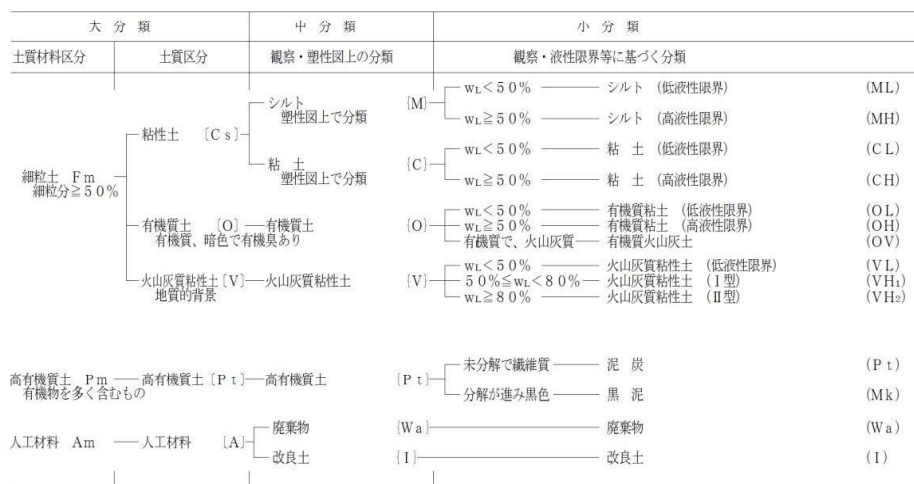 大 分 類 中 分 類 小 分 類
土質材料区分 土質区分 観察・塑性図上の分類 観察・液性限界等に基づく分類
wL<50% シルト (低液性限界) (ML)
シルト {M}
塑性図上で分類
wL≧50% シルト (高液性限界) (MH)
粘性土 [Cs]
wL<50% 粘 土 (低液性限界) (CL)
粘 土 {C}
塑性図上で分類
細粒土 Fm
細粒分≧50%
wL≧50% 粘 土 (高液性限界) (CH)
wL<50% 有機質粘土 (低液性限界) (OL)
有機質土 [O] 有機質土 {O} wL≧50% 有機質粘土 (高液性限界) (OH)
有機質、暗色で有機臭あり 有機質で、火山灰質 有機質火山灰土 (OV)
wL<50% 火山灰質粘性土 (低液性限界) (VL)
火山灰質粘性土[V] 火山灰質粘性土 {V} 50%≦wL<80% 火山灰質粘性土 (Ⅰ型) (VH₁)
地質的背景 wL≧80% 火山灰質粘性土 (Ⅱ型) (VH₂)
未分解で繊維質 泥 炭 (Pt)
高有機質土 Pm 高有機質土[Pt] 高有機質土 {Pt}
有機物を多く含むもの 分解が進み黒色 黒 泥 (Mk)
廃棄物 {Wa} 廃棄物 (Wa)
人工材料 Am 人工材料 [A]
改良土 {I} 改良土 (I)